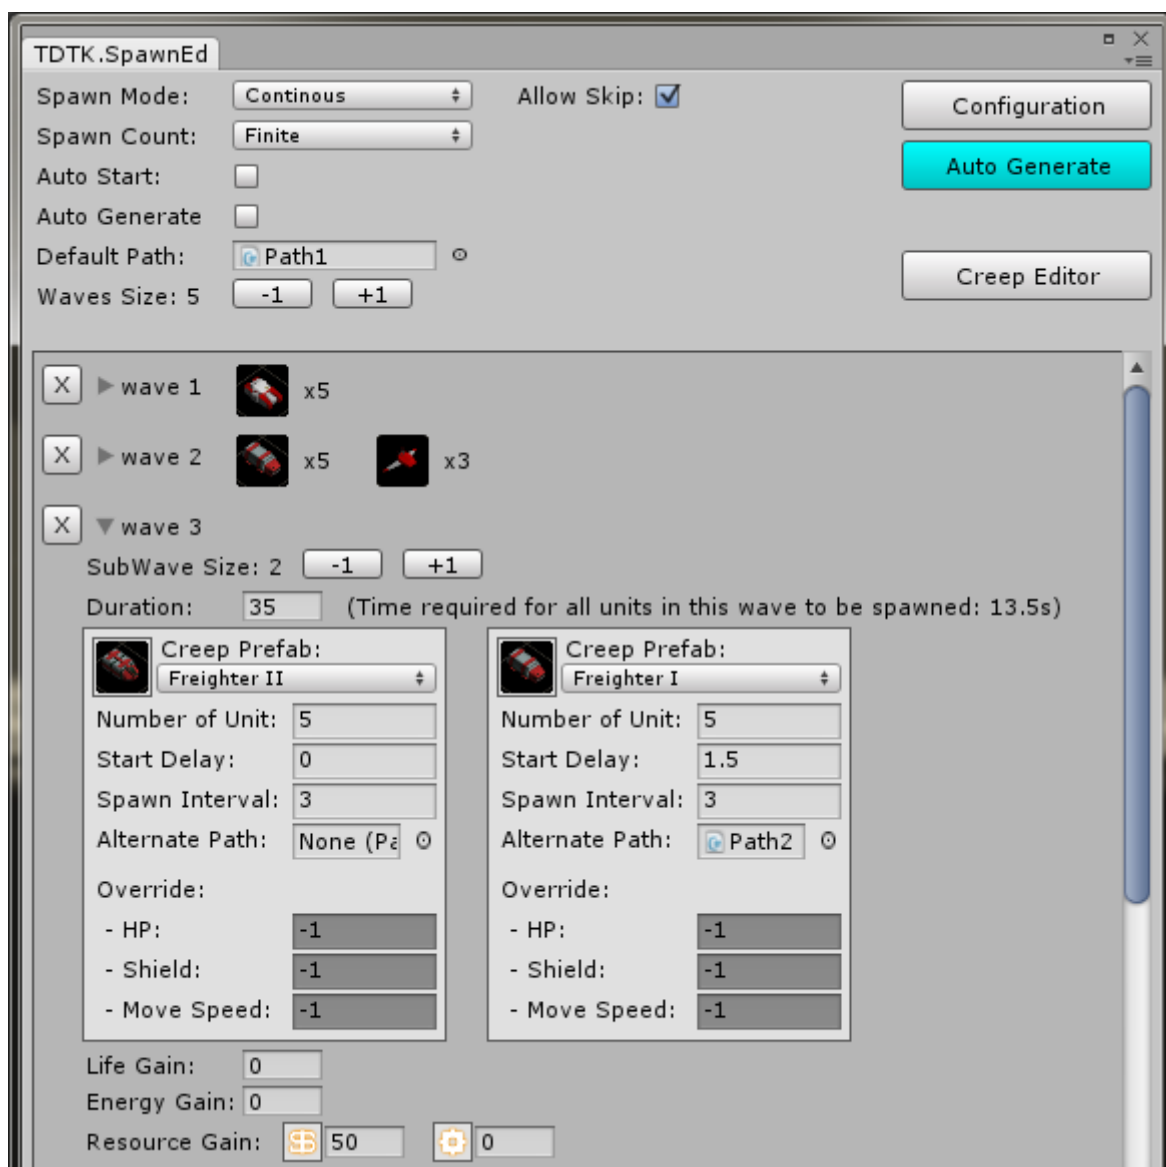 TDTK.SpawnEd
Spawn Mode: Continous Allow Skip: Configuration
Spawn Count: Finite
Auto Start: Auto Generate
Auto Generate
Default Path: Path1
Creep Editor
Waves Size: 5 -1 +1
X wave 1 x5
X wave 2 x5 x3
X wave 3
SubWave Size: 2 -1 +1
Duration: 35 (Time required for all units in this wave to be spawned: 13.5s)
Creep Prefab: Creep Prefab:
Freighter II Freighter I
Number of Unit: 5 Number of Unit: 5
Start Delay: 0 Start Delay: 1.5
Spawn Interval: 3 Spawn Interval: 3
Alternate Path: None (Pa Alternate Path: Path2
Override: Override:
- HP: -1 - HP: -1
- Shield: -1 - Shield: -1
- Move Speed: -1 - Move Speed: -1
Life Gain: 0
Energy Gain: 0
Resource Gain: 50 0